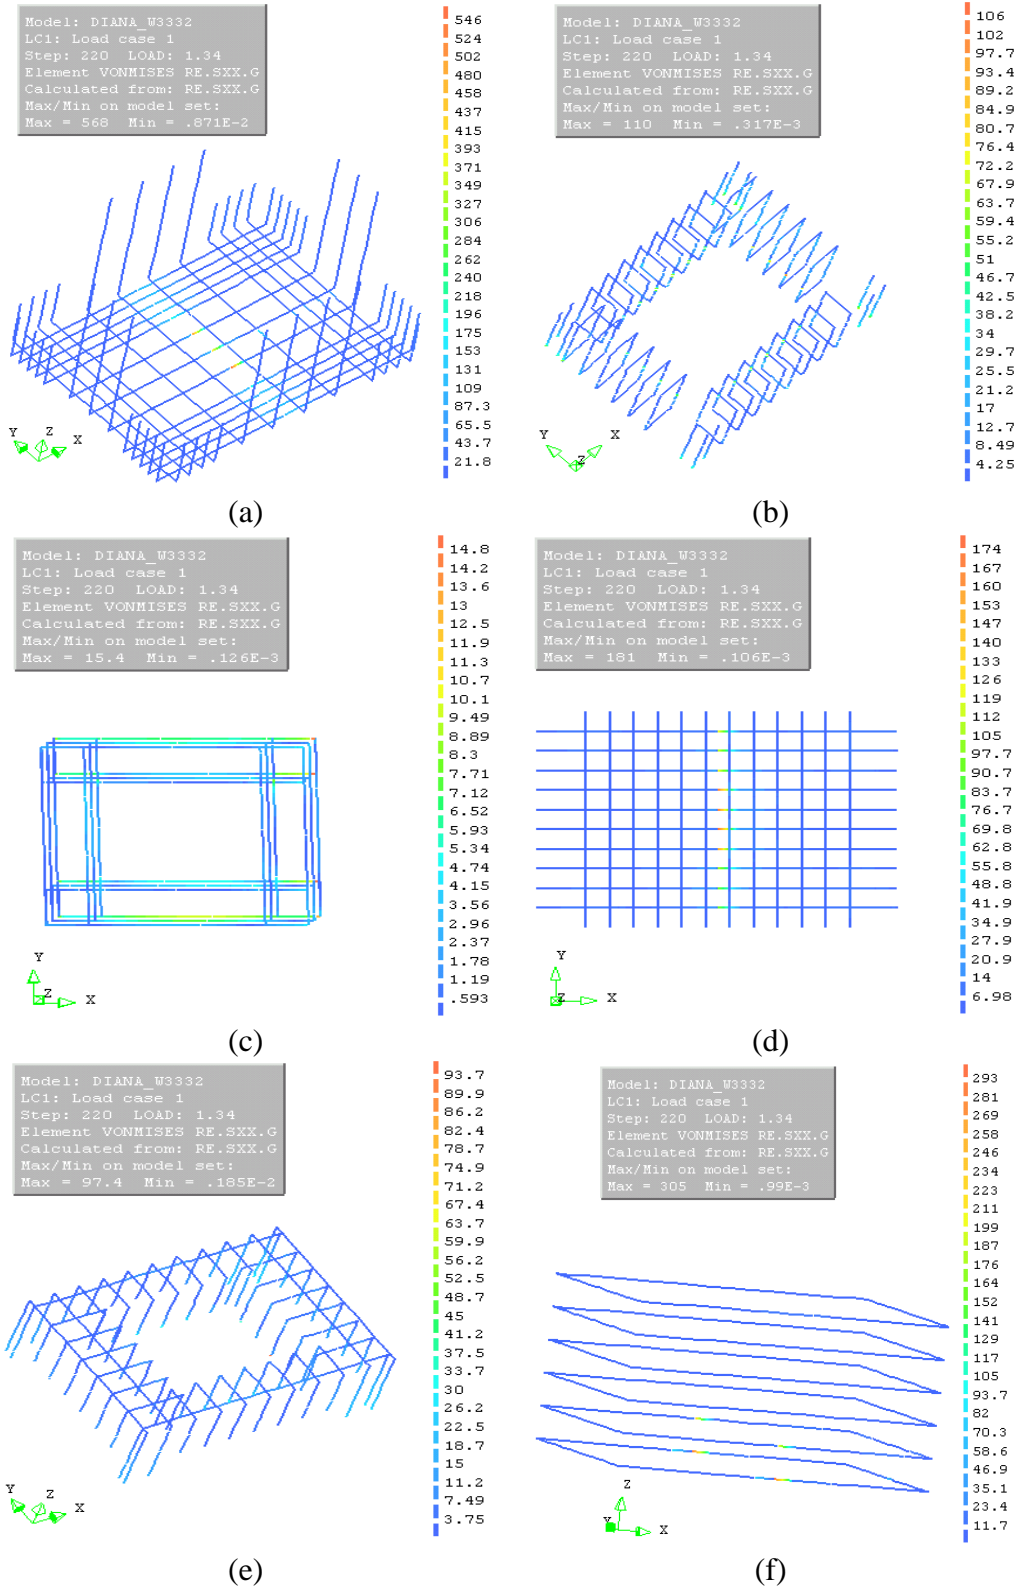 Model: DIANA_W3332
LC1: Load case 1
Step: 220 LOAD: 1.34
Element VONMISES RE.SXX.G
Calculated from: RE.SXX.G
Max/Min on model set:
Max = 568 Min = .871E-2
546
524
502
480
458
437
415
393
371
349
327
306
284
262
240
218
196
175
153
131
109
87.3
65.5
43.7
21.8
Y Z X
(a)
Model: DIANA_W3332
LC1: Load case 1
Step: 220 LOAD: 1.34
Element VONMISES RE.SXX.G
Calculated from: RE.SXX.G
Max/Min on model set:
Max = 110 Min = .317E-3
106
102
97.7
93.4
89.2
84.9
80.7
76.4
72.2
67.9
63.7
59.4
55.2
51
46.7
42.5
38.2
34
29.7
25.5
21.2
17
12.7
8.49
4.25
Y Z X
(b)
Model: DIANA_W3332
LC1: Load case 1
Step: 220 LOAD: 1.34
Element VONMISES RE.SXX.G
Calculated from: RE.SXX.G
Max/Min on model set:
Max = 15.4 Min = .126E-3
14.8
14.2
13.6
13
12.5
11.9
11.3
10.7
10.1
9.49
8.89
8.3
7.71
7.12
6.52
5.93
5.34
4.74
4.15
3.56
2.96
2.37
1.78
1.19
.593
Y
Z X
(c)
Model: DIANA_W3332
LC1: Load case 1
Step: 220 LOAD: 1.34
Element VONMISES RE.SXX.G
Calculated from: RE.SXX.G
Max/Min on model set:
Max = 181 Min = .106E-3
174
167
160
153
147
140
133
126
119
112
105
97.7
90.7
83.7
76.7
69.8
62.8
55.8
48.8
41.9
34.9
27.9
20.9
14
6.98
Y
Z X
(d)
Model: DIANA_W3332
LC1: Load case 1
Step: 220 LOAD: 1.34
Element VONMISES RE.SXX.G
Calculated from: RE.SXX.G
Max/Min on model set:
Max = 97.4 Min = .185E-2
93.7
89.9
86.2
82.4
78.7
74.9
71.2
67.4
63.7
59.9
56.2
52.5
48.7
45
41.2
37.5
33.7
30
26.2
22.5
18.7
15
11.2
7.49
3.75
Y Z X
(e)
Model: DIANA_W3332
LC1: Load case 1
Step: 220 LOAD: 1.34
Element VONMISES RE.SXX.G
Calculated from: RE.SXX.G
Max/Min on model set:
Max = 305 Min = .99E-3
293
281
269
258
246
234
223
211
199
187
176
164
152
141
129
117
105
93.7
82
70.3
58.6
46.9
35.1
23.4
11.7
Z
Y X
(f)